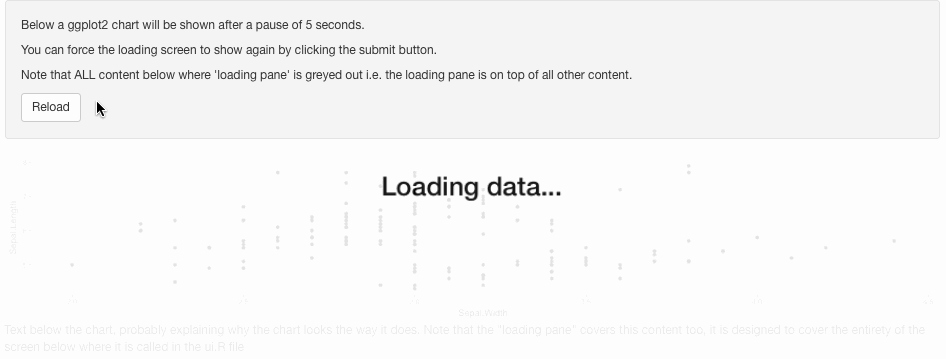 Below a ggplot2 chart will be shown after a pause of 5 seconds.
You can force the loading screen to show again by clicking the submit button.
Note that ALL content below where 'loading pane' is greyed out i.e. the loading pane is on top of all other content.
Reload
Loading data...
Sepal.Length
Sepal.Width
Text below the chart, probably explaining why the chart looks the way it does. Note that the "loading pane" covers this content too, it is designed to cover the entirety of the
screen below where it is called in the ui.R file